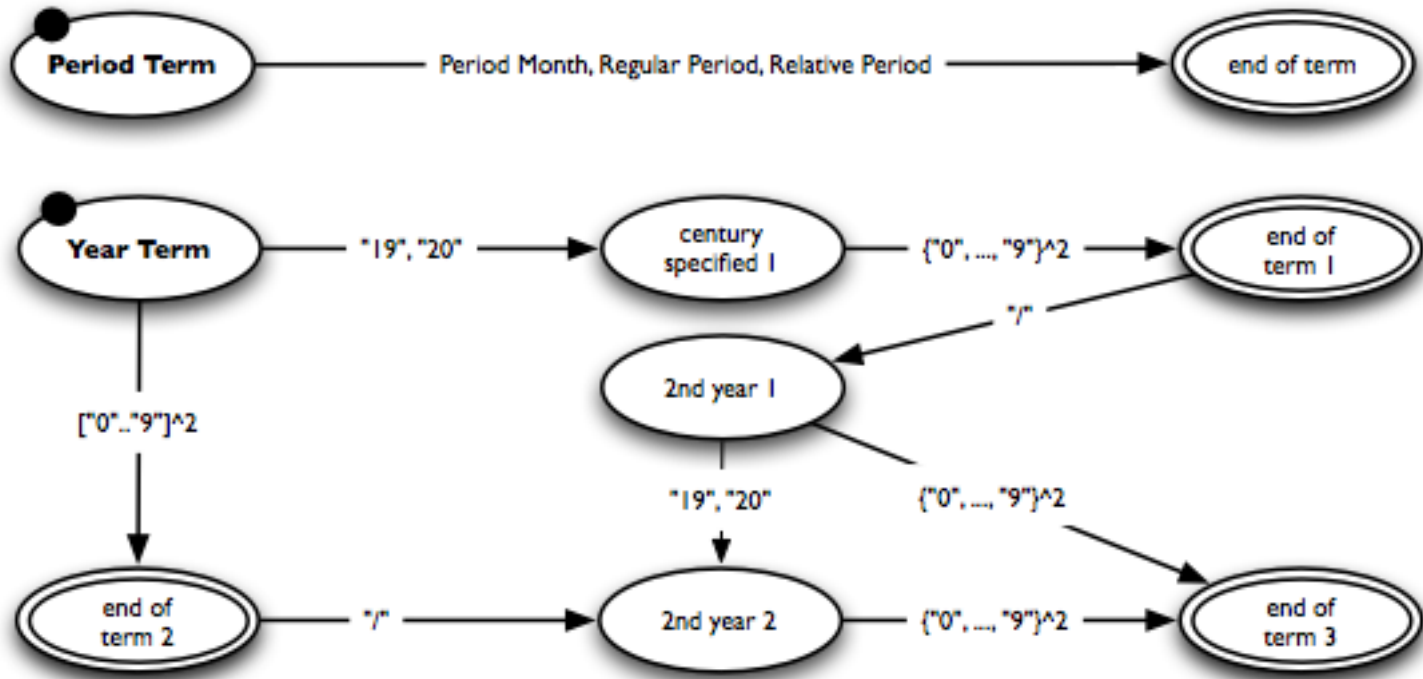 Period Term
Period Month, Regular Period, Relative Period
end of term
Year Term
"19", "20"
century
specified 1
{"0", ..., "9"}^2
end of
term 1
"/"
2nd year 1
["0".."9"]^2
"19", "20"
{"0", ..., "9"}^2
end of
term 2
"/"
2nd year 2
{"0", ..., "9"}^2
end of
term 3